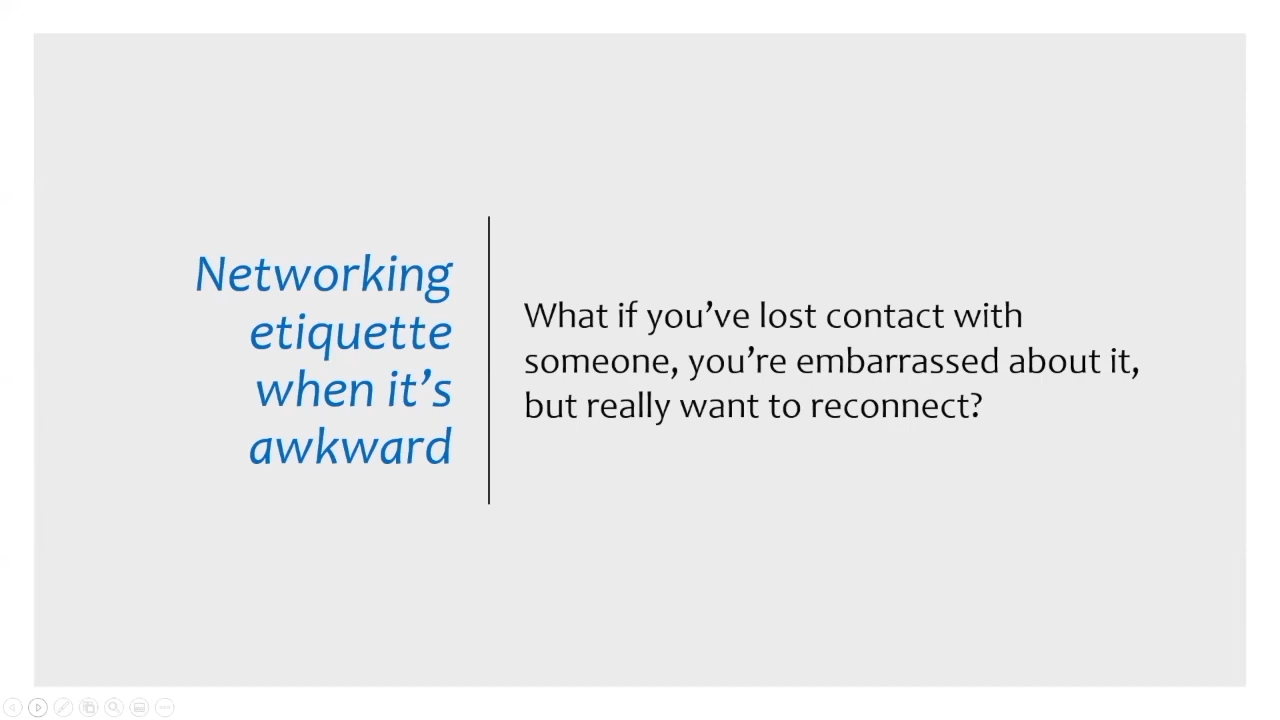 Networking
etiquette
when it’s
awkward
What if you’ve lost contact with
someone, you’re embarrassed about it,
but really want to reconnect?